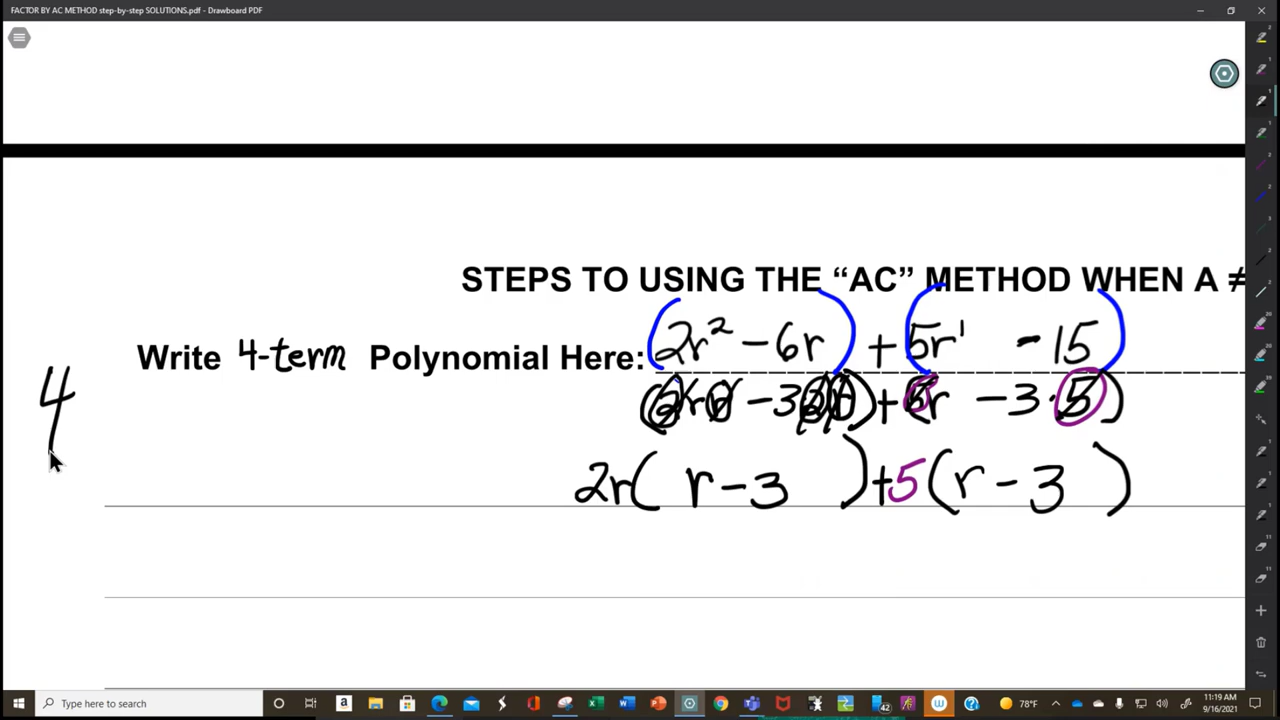 FACTOR BY AC METHOD step-by-step SOLUTIONS.pdf - Drawboard PDF
STEPS TO USING THE “AC” METHOD WHEN A ≠
Write 4-term Polynomial Here: (2r² - 6r) + (5r¹ - 15)
4
+ 5r - 3·5)
2r( r - 3 ) + 5(r - 3 )
Type here to search
42
78°F
11:19 AM
9/16/2021